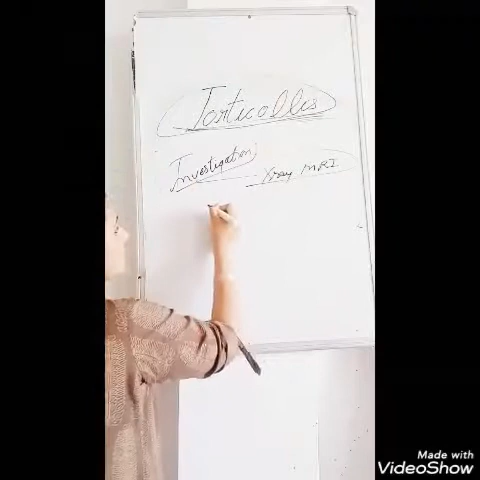 Torticollis
Investigation
Xray MRI
Made with
VideoShow